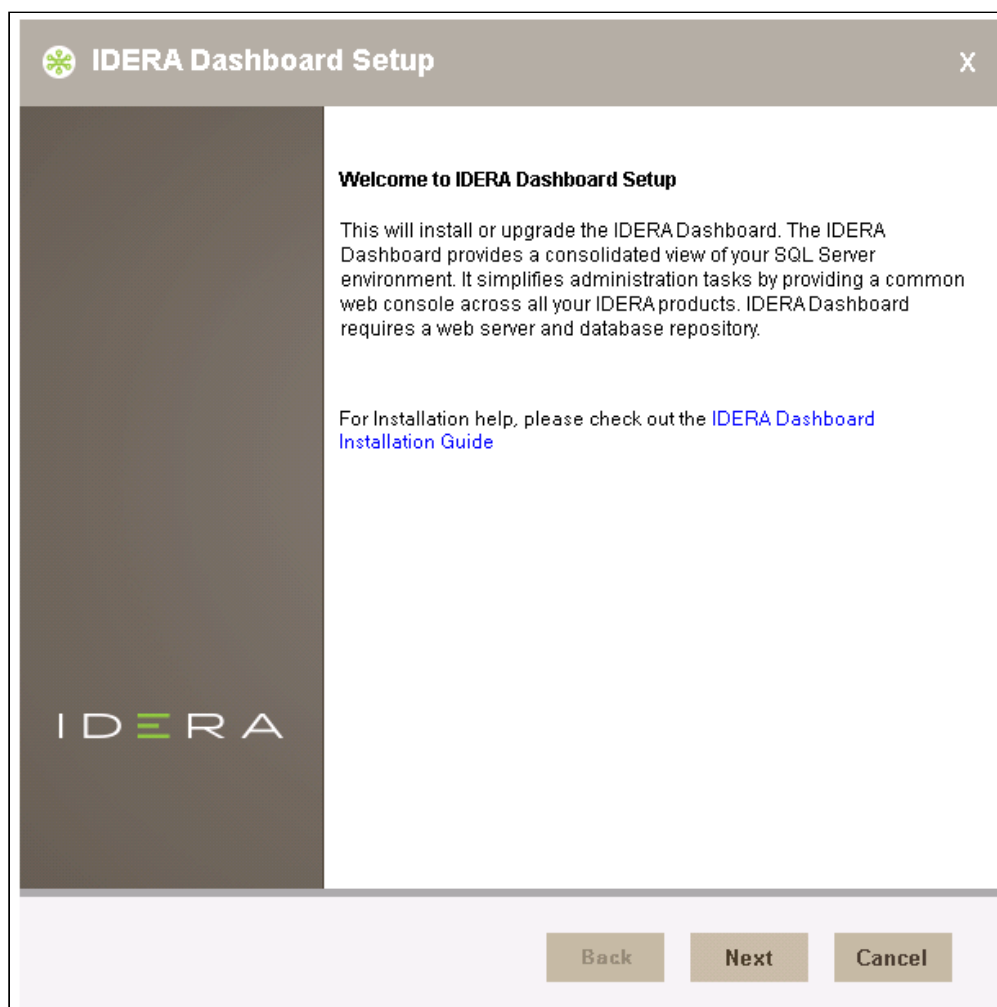 IDERA Dashboard Setup
X
Welcome to IDERA Dashboard Setup
This will install or upgrade the IDERA Dashboard. The IDERA
Dashboard provides a consolidated view of your SQL Server
environment. It simplifies administration tasks by providing a common
web console across all your IDERA products. IDERA Dashboard
requires a web server and database repository.
For Installation help, please check out the IDERA Dashboard
Installation Guide
IDERA
Back
Next
Cancel